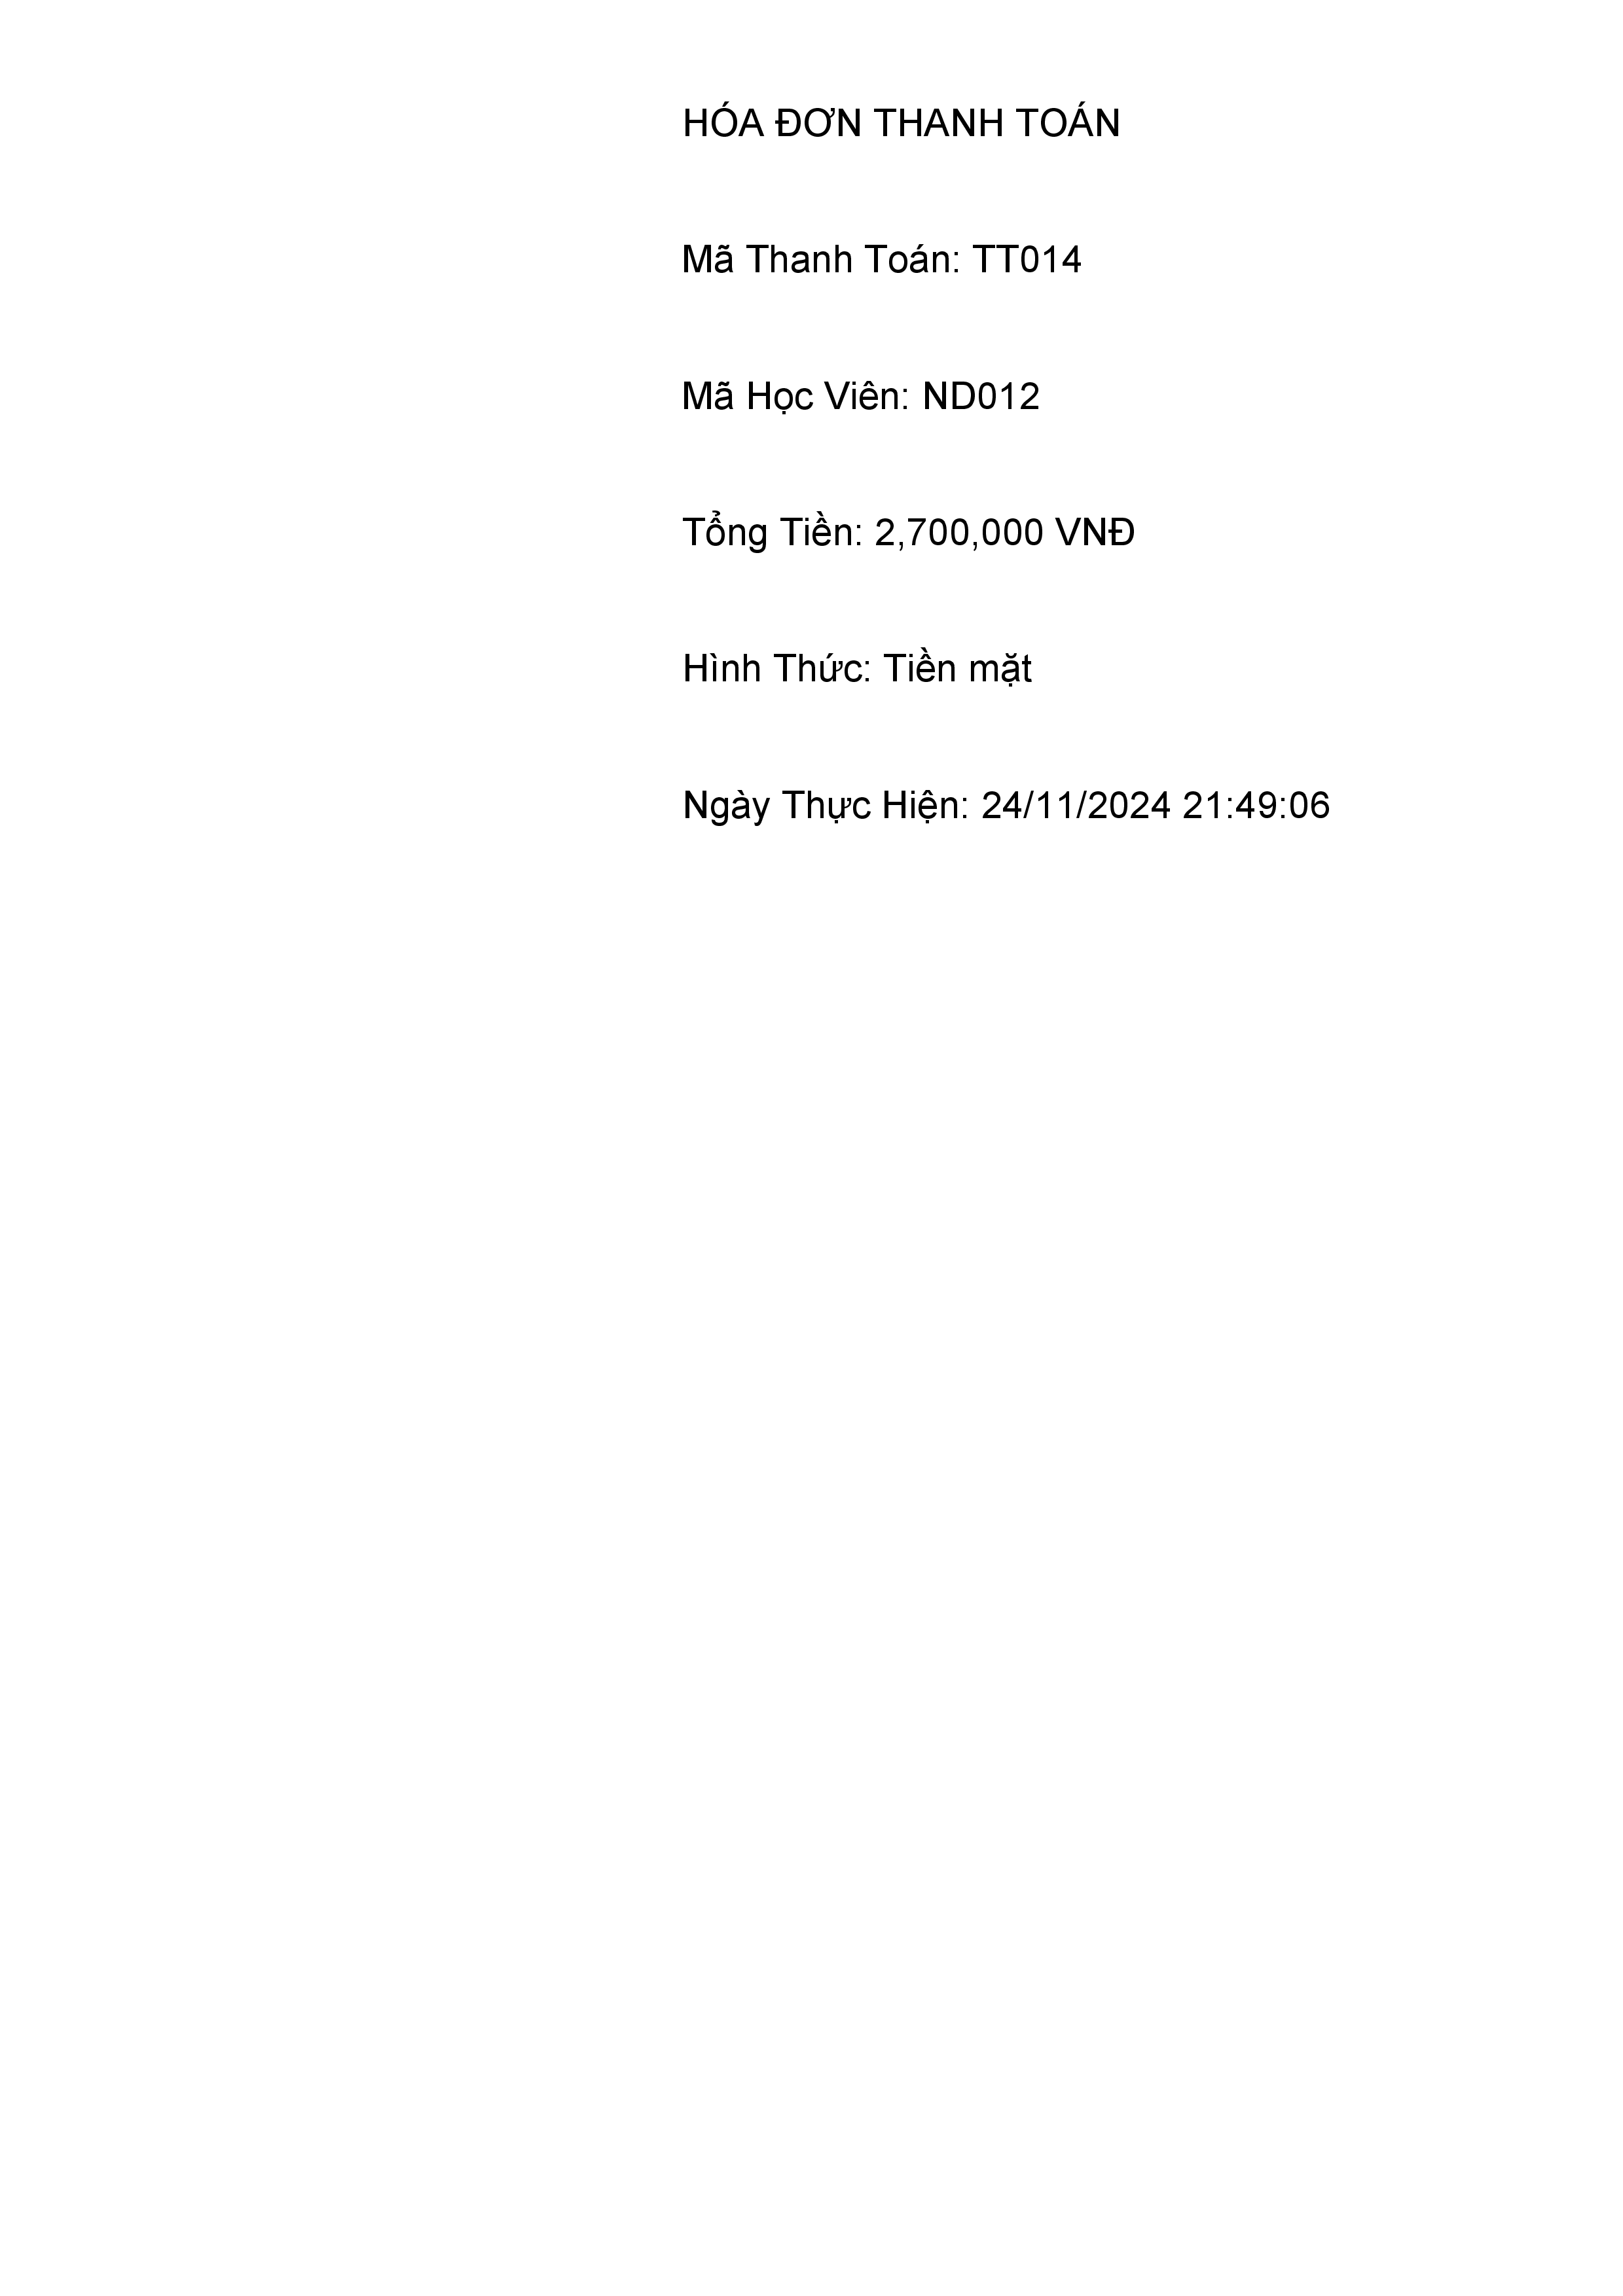 HÓA ĐƠN THANH TOÁN
Mã Thanh Toán: TT014
Mã Học Viên: ND012
Tổng Tiền: 2,700,000 VNĐ
Hình Thức: Tiền mặt
Ngày Thực Hiện: 24/11/2024 21:49:06